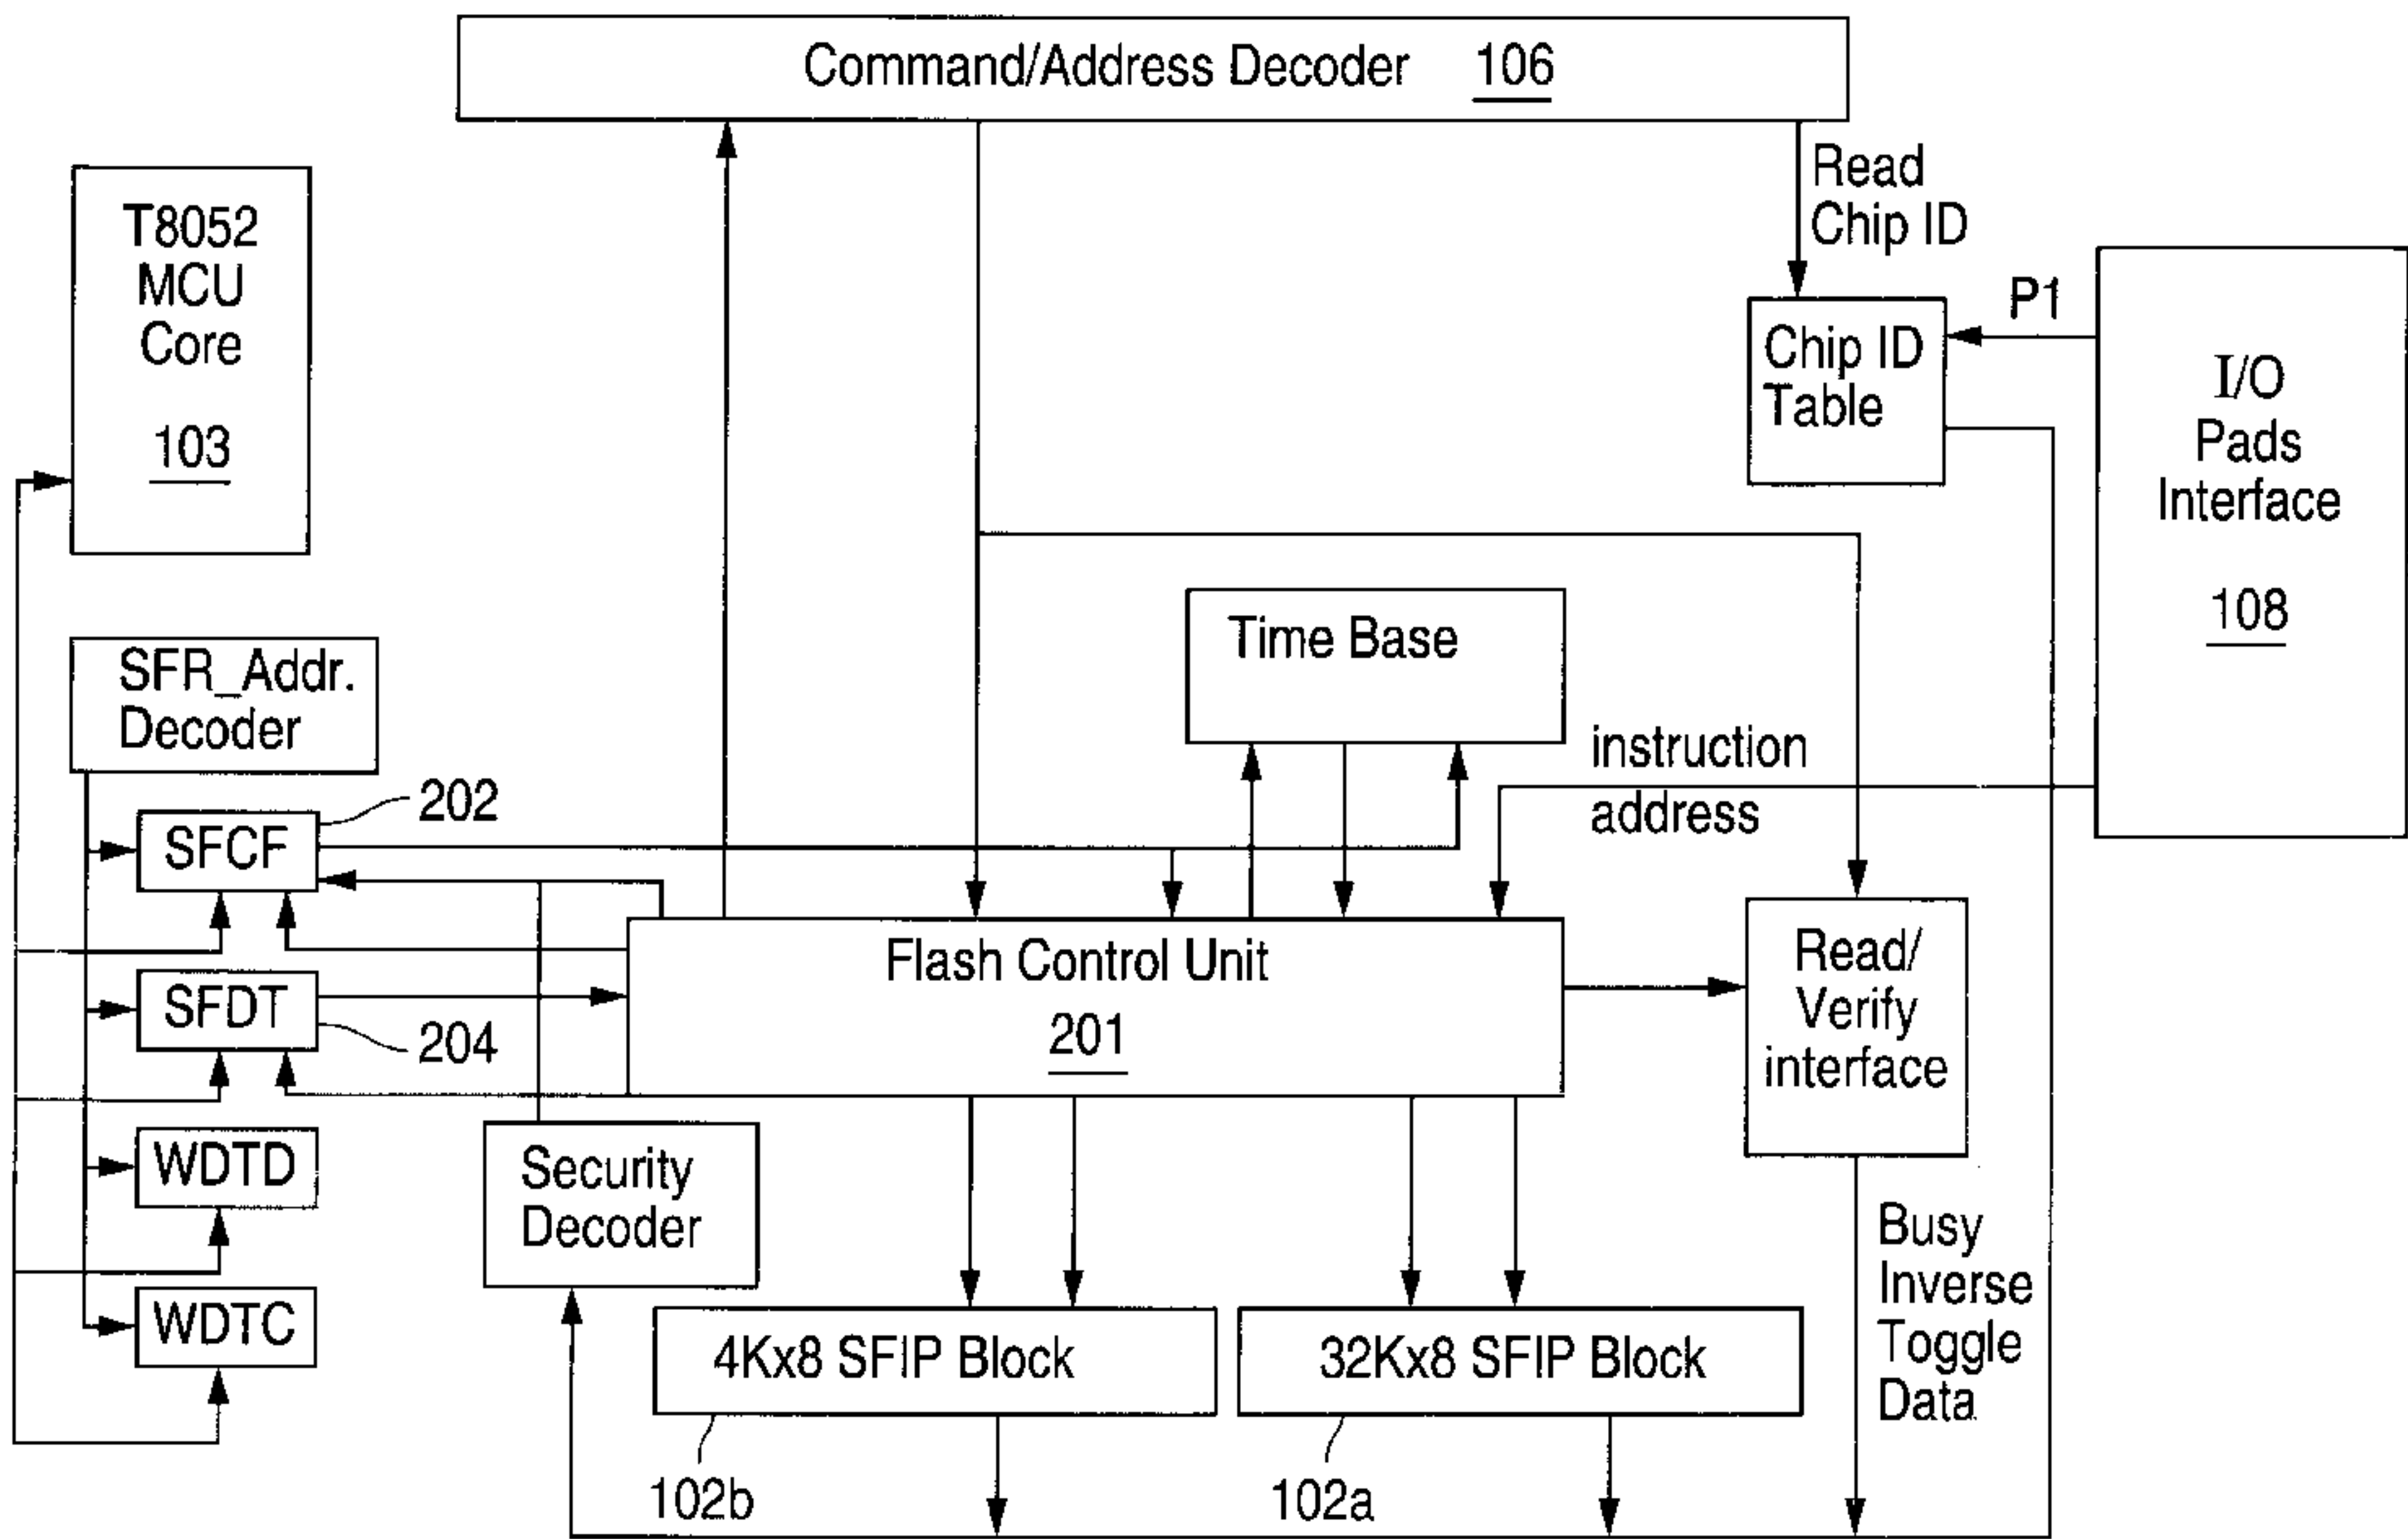 Command/Address Decoder 106
T8052
MCU
Core
103
Read
Chip ID
P1
Chip ID
Table
I/O
Pads
Interface
108
Time Base
SFR_Addr.
Decoder
instruction
address
202
SFCF
Flash Control Unit
201
Read/
Verify
interface
SFDT
204
WDTD
Security
Decoder
Busy
Inverse
Toggle
Data
WDTC
4Kx8 SFIP Block
32Kx8 SFIP Block
102b
102a